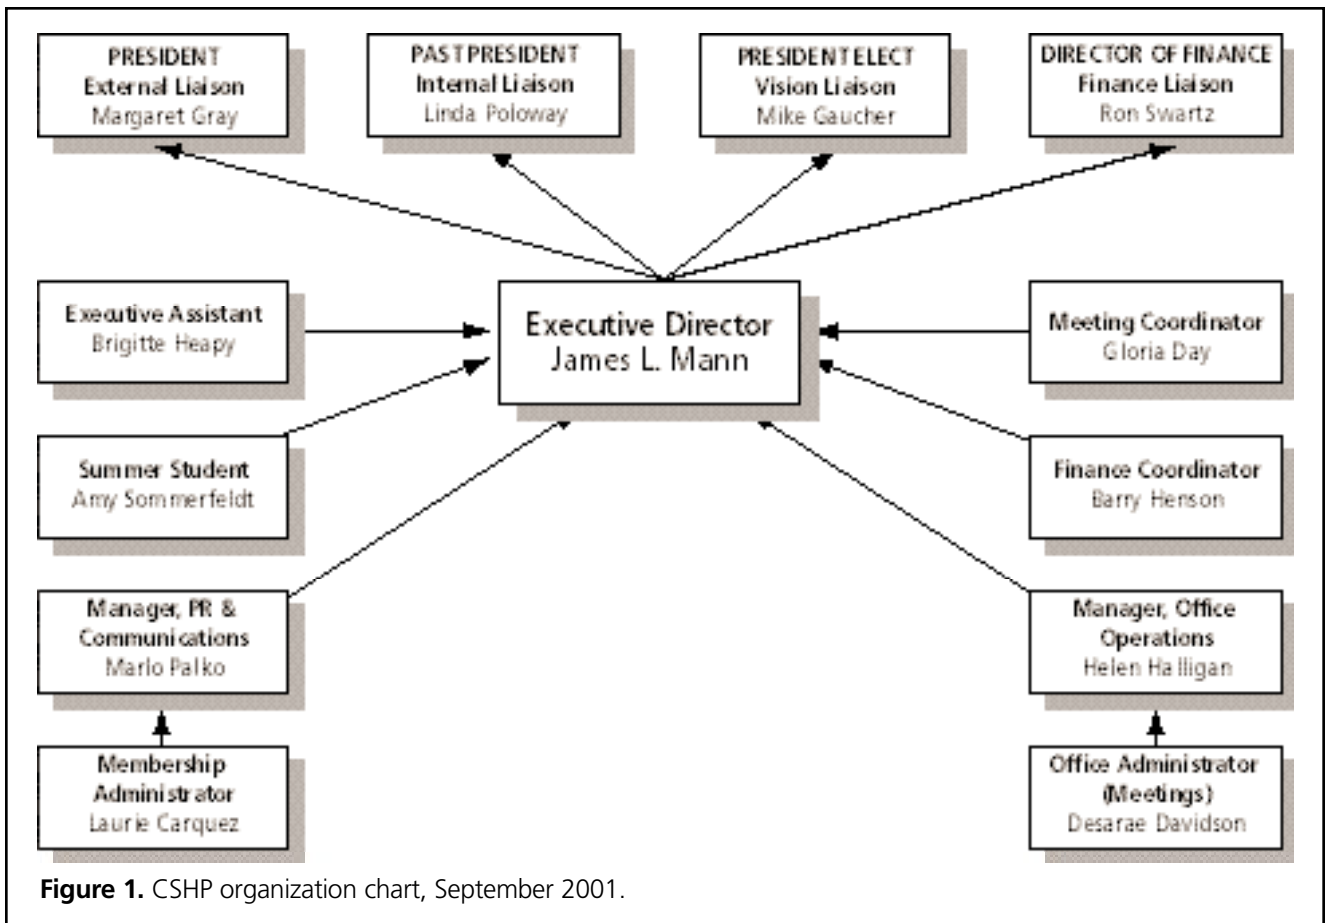 PRESIDENT
External Liaison
Margaret Gray
PAST PRESIDENT
Internal Liaison
Linda Poloway
PRESIDENT ELECT
Vision Liaison
Mike Gaucher
DIRECTOR OF FINANCE
Finance Liaison
Ron Swartz
Executive Assistant
Brigitte Heapy
Executive Director
James L. Mann
Meeting Coordinator
Gloria Day
Summer Student
Amy Sommerfeldt
Finance Coordinator
Barry Henson
Manager, PR &
Communications
Marlo Palko
Manager, Office
Operations
Helen Halligan
Membership
Administrator
Laurie Carquez
Office Administrator
(Meetings)
Desarae Davidson
Figure 1. CSHP organization chart, September 2001.